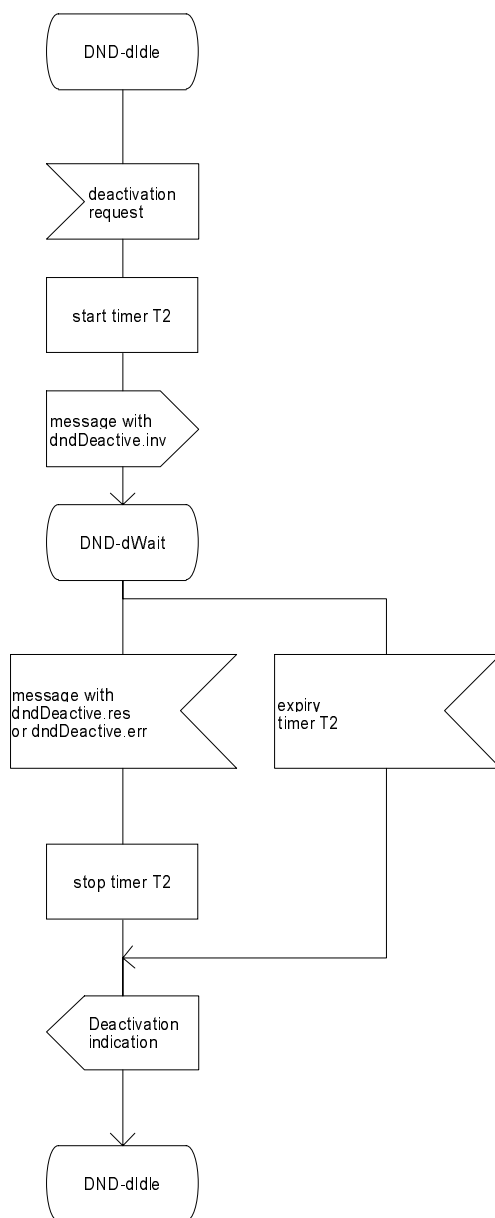 DND-dIdle
deactivation
request
start timer T2
message with
dndDeactive.inv
DND-dWait
message with
dndDeactive.res
or dndDeactive.err
expiry
timer T2
stop timer T2
Deactivation
indication
DND-dIdle